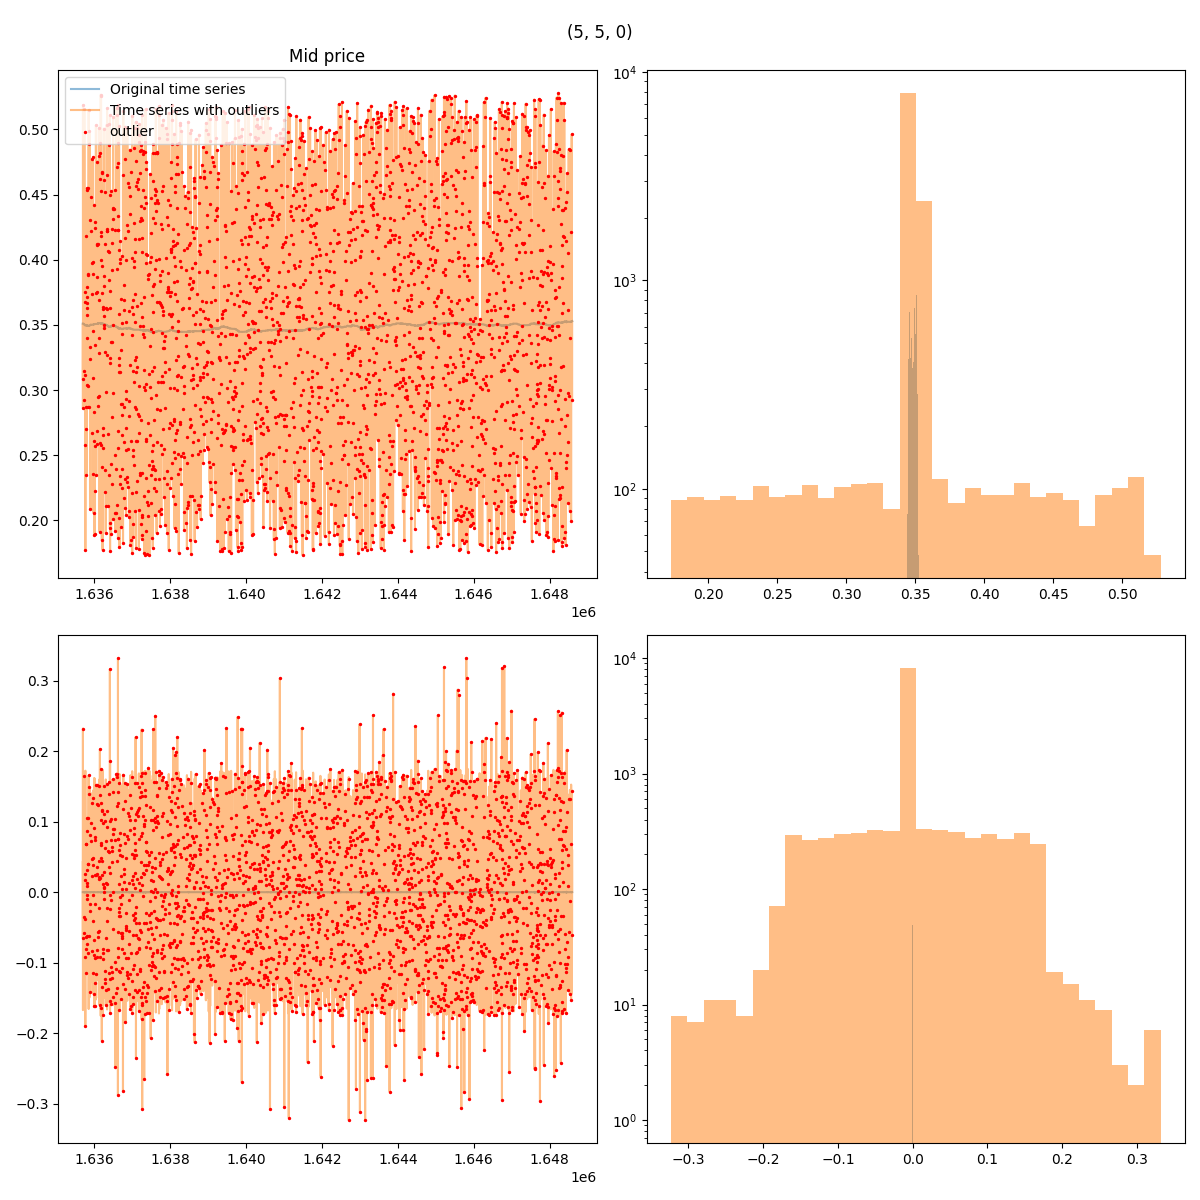 (5, 5, 0)
Mid price
Original time series
Time series with outliers
outlier
0.50
0.45
0.40
0.35
0.30
0.25
0.20
1.636 1.638 1.640 1.642 1.644 1.646 1.648
1e6
10^4
10^3
10^2
0.20 0.25 0.30 0.35 0.40 0.45 0.50
0.3
0.2
0.1
0.0
−0.1
−0.2
−0.3
1.636 1.638 1.640 1.642 1.644 1.646 1.648
1e6
10^4
10^3
10^2
10^1
10^0
−0.3 −0.2 −0.1 0.0 0.1 0.2 0.3